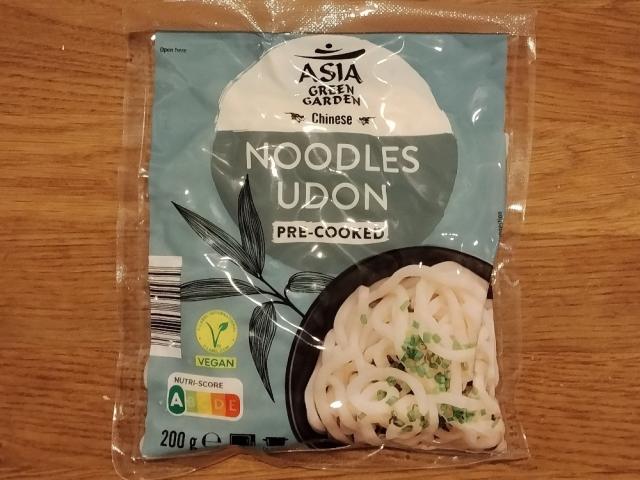 Open here
ASIA
GREEN
GARDEN
Chinese
NOODLES
UDON
PRE-COOKED
VEGAN
NUTRI-SCORE
A B C D E
200 g ℮